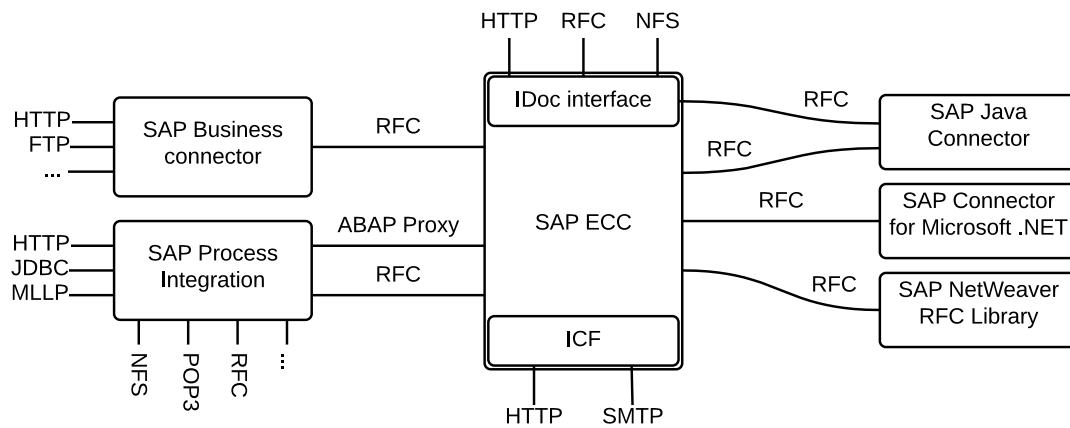 HTTP RFC NFS
IDoc interface
HTTP
FTP
...
SAP Business
connector
RFC
RFC
RFC
SAP Java
Connector
HTTP
JDBC
MLLP
SAP Process
Integration
ABAP Proxy
RFC
SAP ECC
RFC
SAP Connector
for Microsoft .NET
RFC
SAP NetWeaver
RFC Library
NFS
POP3
RFC
...
ICF
HTTP SMTP